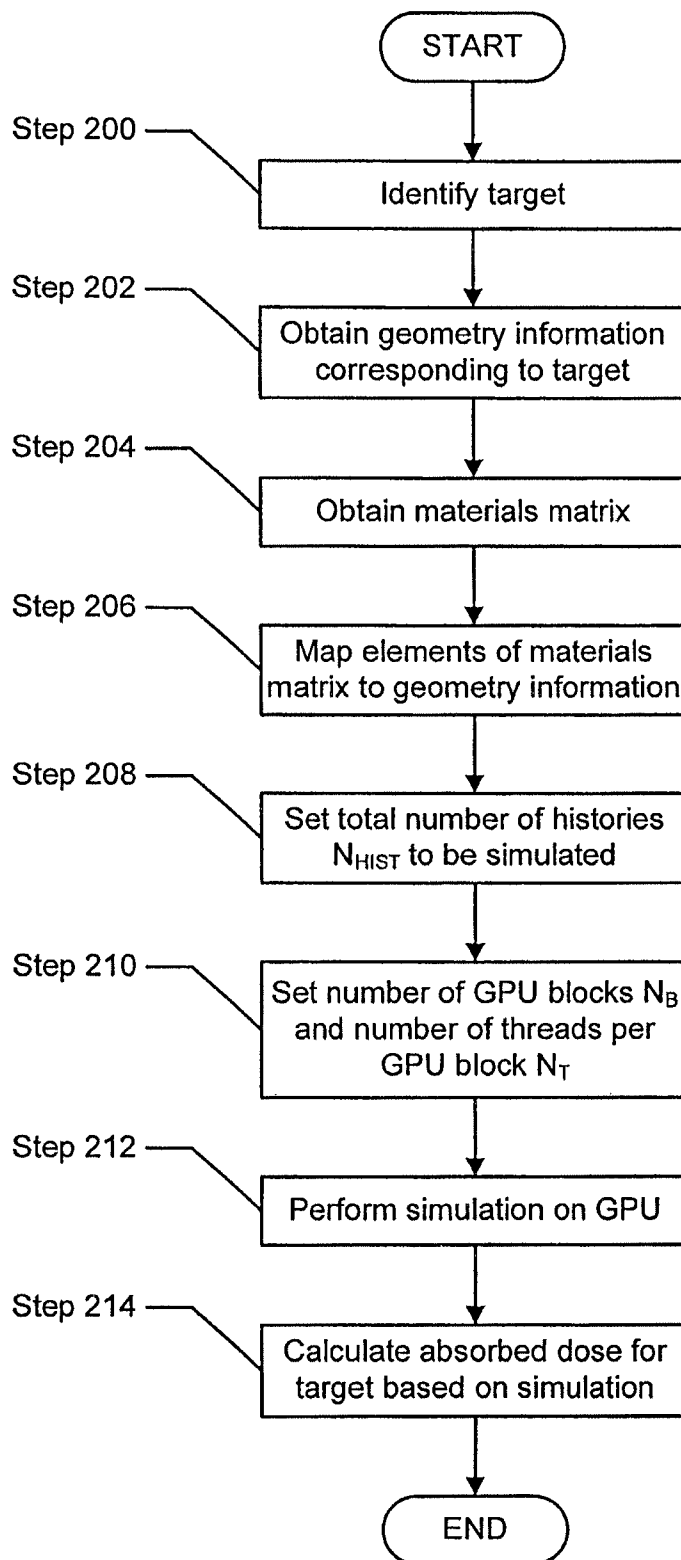 START
Step 200
Identify target
Step 202
Obtain geometry information
corresponding to target
Step 204
Obtain materials matrix
Step 206
Map elements of materials
matrix to geometry information
Step 208
Set total number of histories
N_HIST to be simulated
Step 210
Set number of GPU blocks N_B
and number of threads per
GPU block N_T
Step 212
Perform simulation on GPU
Step 214
Calculate absorbed dose for
target based on simulation
END